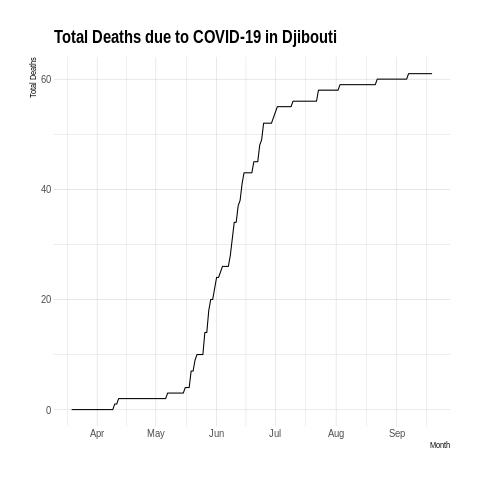 Total Deaths due to COVID-19 in Djibouti
Total Deaths
60
40
20
0
Apr May Jun Jul Aug Sep
Month